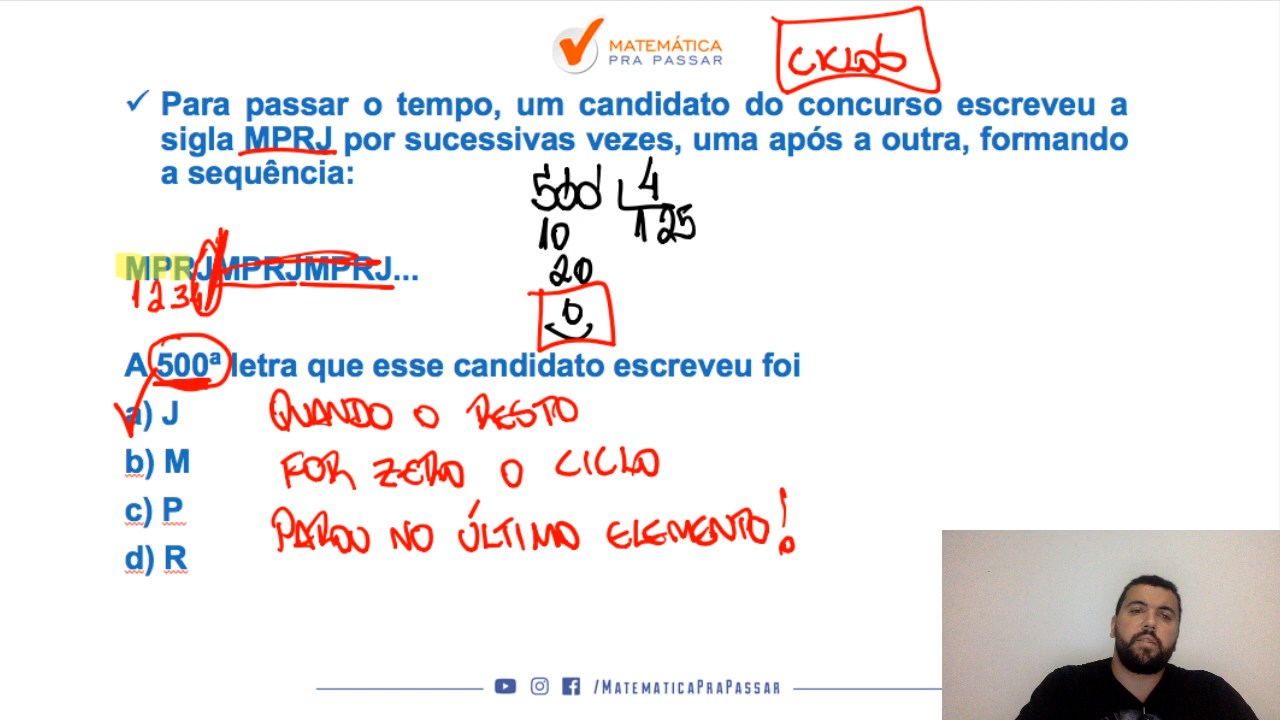 MATEMÁTICA
PRA PASSAR
CICLOS
✓ Para passar o tempo, um candidato do concurso escreveu a
sigla MPRJ por sucessivas vezes, uma após a outra, formando
a sequência:
500 4
10 125
20
0
MPRJMPRJMPRJ...
1 2 3 4
A 500ª letra que esse candidato escreveu foi
a) J
b) M
c) P
d) R
QUANDO O RESTO
FOR ZERO O CICLO
PAROU NO ÚLTIMO ELEMENTO!
/MATEMATICAPRAPASSAR